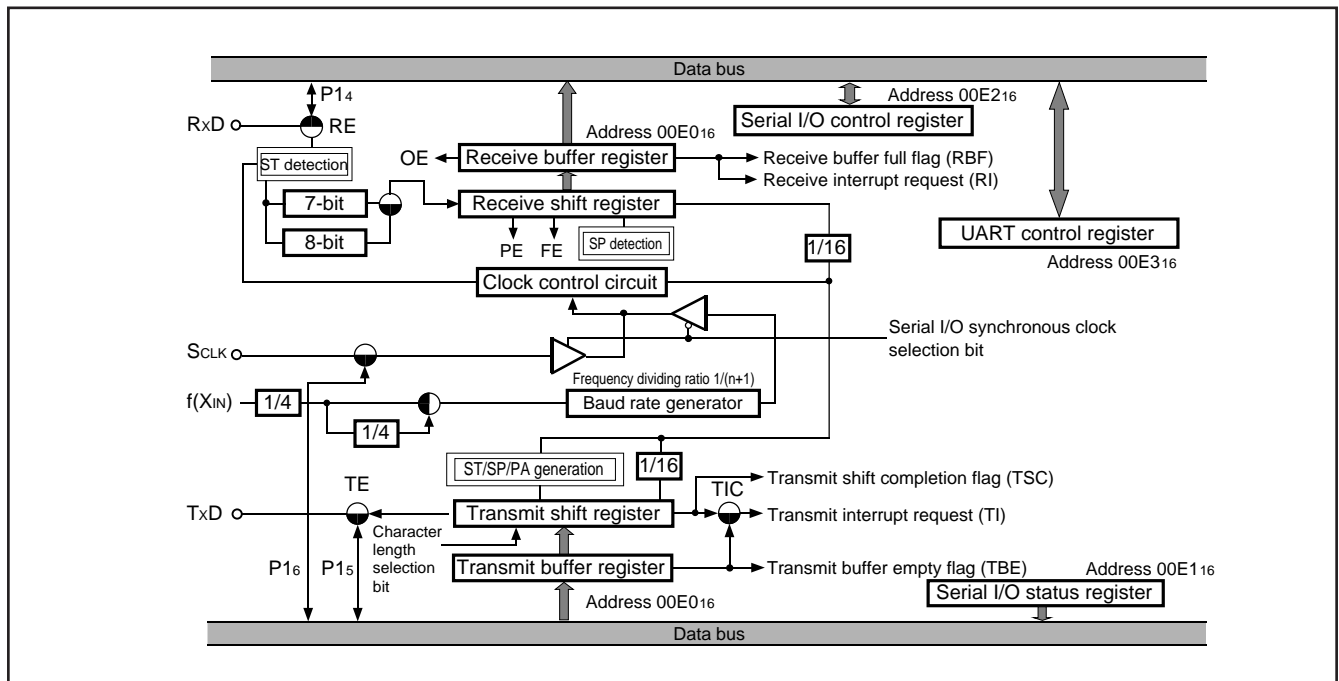 Data bus
P14
Address 00E216
RxD
RE
Serial I/O control register
Address 00E016
ST detection
OE
Receive buffer register
Receive buffer full flag (RBF)
Receive interrupt request (RI)
7-bit
Receive shift register
8-bit
PE
FE
SP detection
1/16
UART control register
Address 00E316
Clock control circuit
SCLK
Serial I/O synchronous clock
selection bit
Frequency dividing ratio 1/(n+1)
f(XIN)
1/4
Baud rate generator
1/4
ST/SP/PA generation
1/16
Transmit shift completion flag (TSC)
TE
TIC
TxD
Transmit shift register
Transmit interrupt request (TI)
Character
length
selection
bit
P16
P15
Transmit buffer register
Transmit buffer empty flag (TBE)
Address 00E116
Serial I/O status register
Address 00E016
Data bus